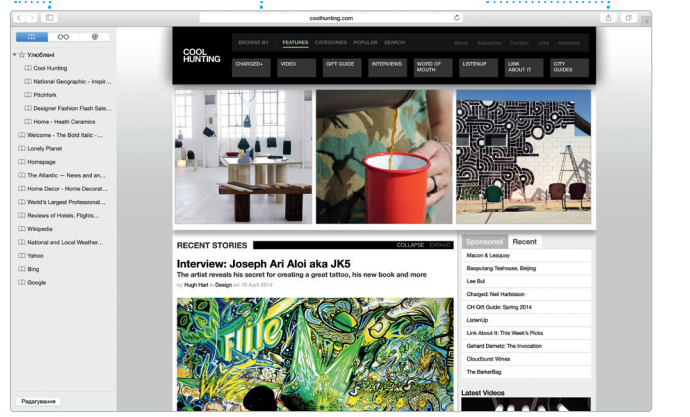 coolhunting.com
@
Улюблені
Cool Hunting
National Geographic - Inspir...
Pitchfork
Designer Fashion Flash Sale...
Home - Heath Ceramics
Welcome - The Bold Italic -...
Lonely Planet
Homepage
The Atlantic — News and an...
Home Decor - Home Decorat...
World's Largest Professional...
Reviews of Hotels, Flights...
Wikipedia
National and Local Weather...
Yahoo
Bing
Google
Редагування
COOL
HUNTING
BROWSE BY FEATURES CATEGORIES POPULAR SEARCH
About Subscribe Contact Jobs Advertise
CHARGED+ VIDEO GIFT GUIDE INTERVIEWS WORD OF MOUTH LISTENUP LINK ABOUT IT CITY GUIDES
RECENT STORIES COLLAPSE EXPAND
Interview: Joseph Ari Aloi aka JK5
The artist reveals his secret for creating a great tattoo, his new book and more
by Hugh Hart in Design on 16 April 2014
Flite
Sponsored Recent
Macon & Lesquoy
Baoputang Teahouse, Beijing
Lee Bul
Charged: Neil Harbisson
CH Gift Guide: Spring 2014
ListenUp
Link About It: This Week's Picks
Gehard Demetz: The Invocation
Cloudburst Wines
The BarkerBag
Latest Videos